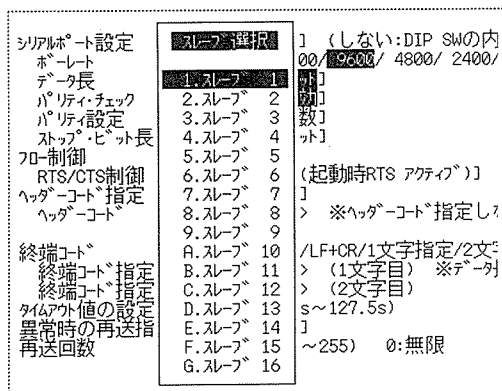 シリアルポート設定 スレーブ選択 ] (しない:DIP SWの内
ボーレート 00/ 9600/ 4800/ 2400/
データ長 1.スレーブ 1 ット]
パリティ・チェック 2.スレーブ 2 効]
パリティ設定 3.スレーブ 3 数]
ストップ・ビット長 4.スレーブ 4 ット]
フロー制御 5.スレーブ 5
RTS/CTS制御 6.スレーブ 6 (起動時RTS アクティブ)]
ヘッダーコード指定 7.スレーブ 7 ]
ヘッダーコード 8.スレーブ 8 > ※ヘッダーコード指定しな
9.スレーブ 9
終端コード A.スレーブ 10 /LF+CR/1文字指定/2文字
終端コード指定 B.スレーブ 11 > (1文字目) ※データ
終端コード指定 C.スレーブ 12 > (2文字目)
タイムアウト値の設定 D.スレーブ 13 s~127.5s)
異常時の再送指 E.スレーブ 14 ]
再送回数 F.スレーブ 15 ~255) 0:無限
G.スレーブ 16